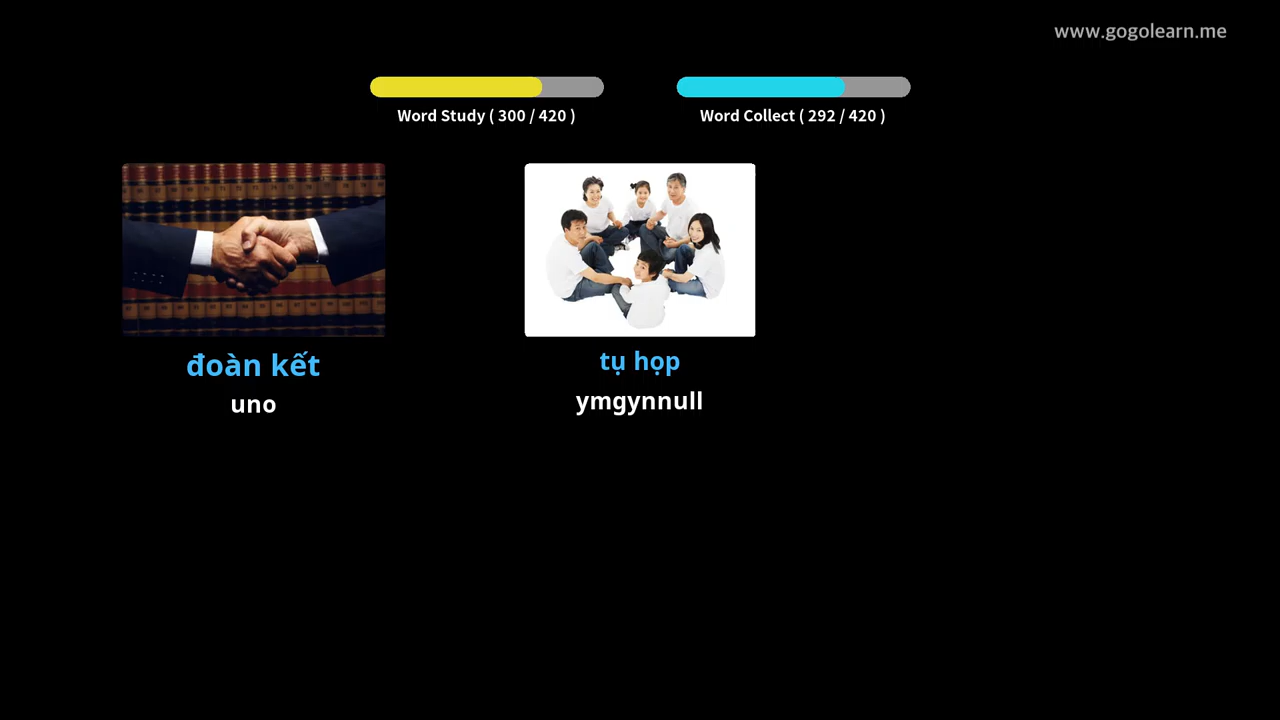 www.gogolearn.me
Word Study ( 300 / 420 )
Word Collect ( 292 / 420 )
đoàn kết
tụ họp
uno
ymgynnull